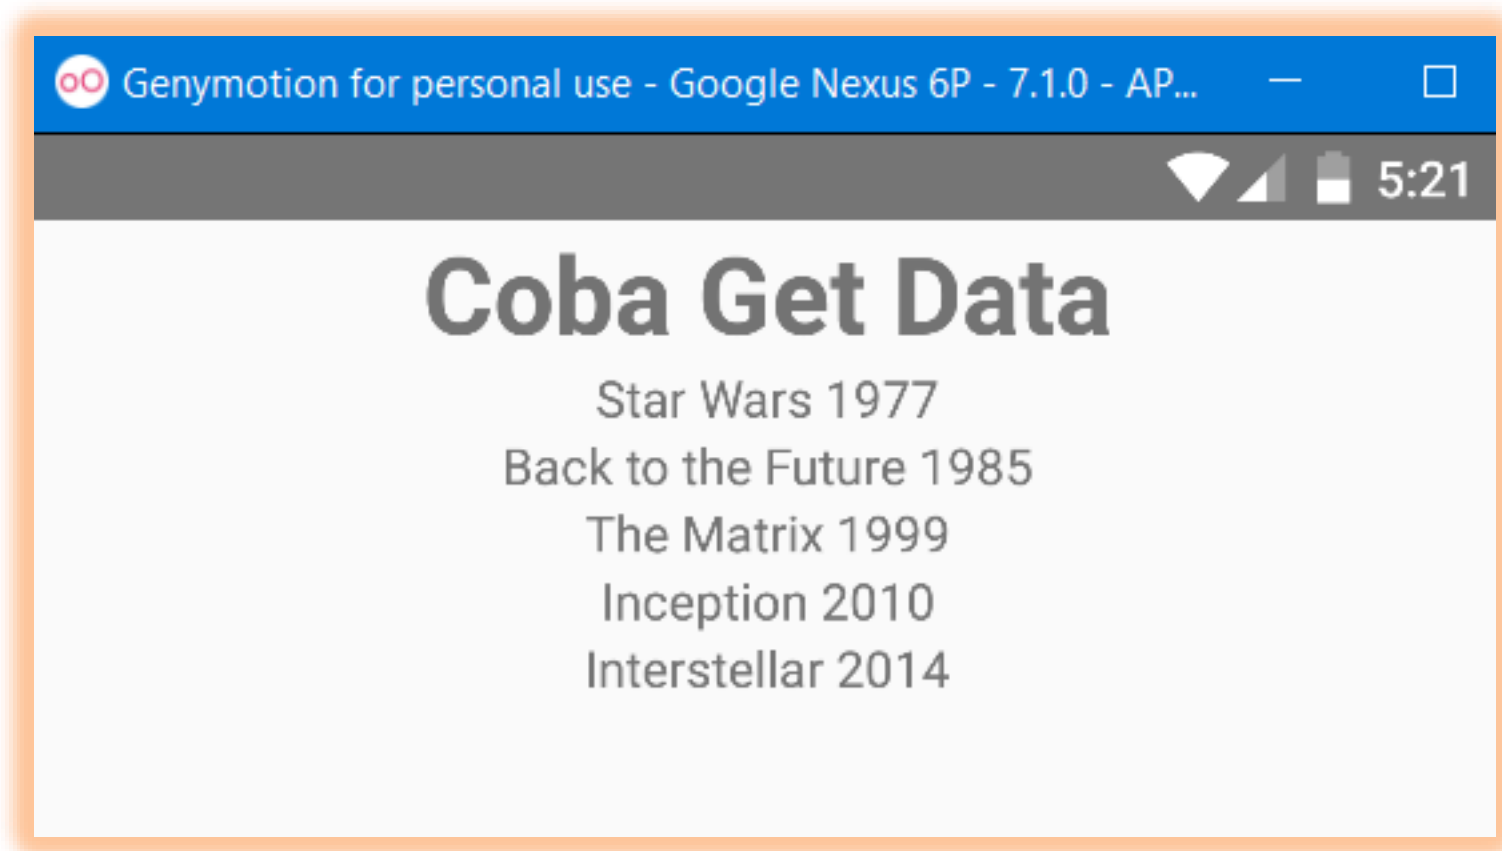 Genymotion for personal use - Google Nexus 6P - 7.1.0 - AP...
5:21
Coba Get Data
Star Wars 1977
Back to the Future 1985
The Matrix 1999
Inception 2010
Interstellar 2014